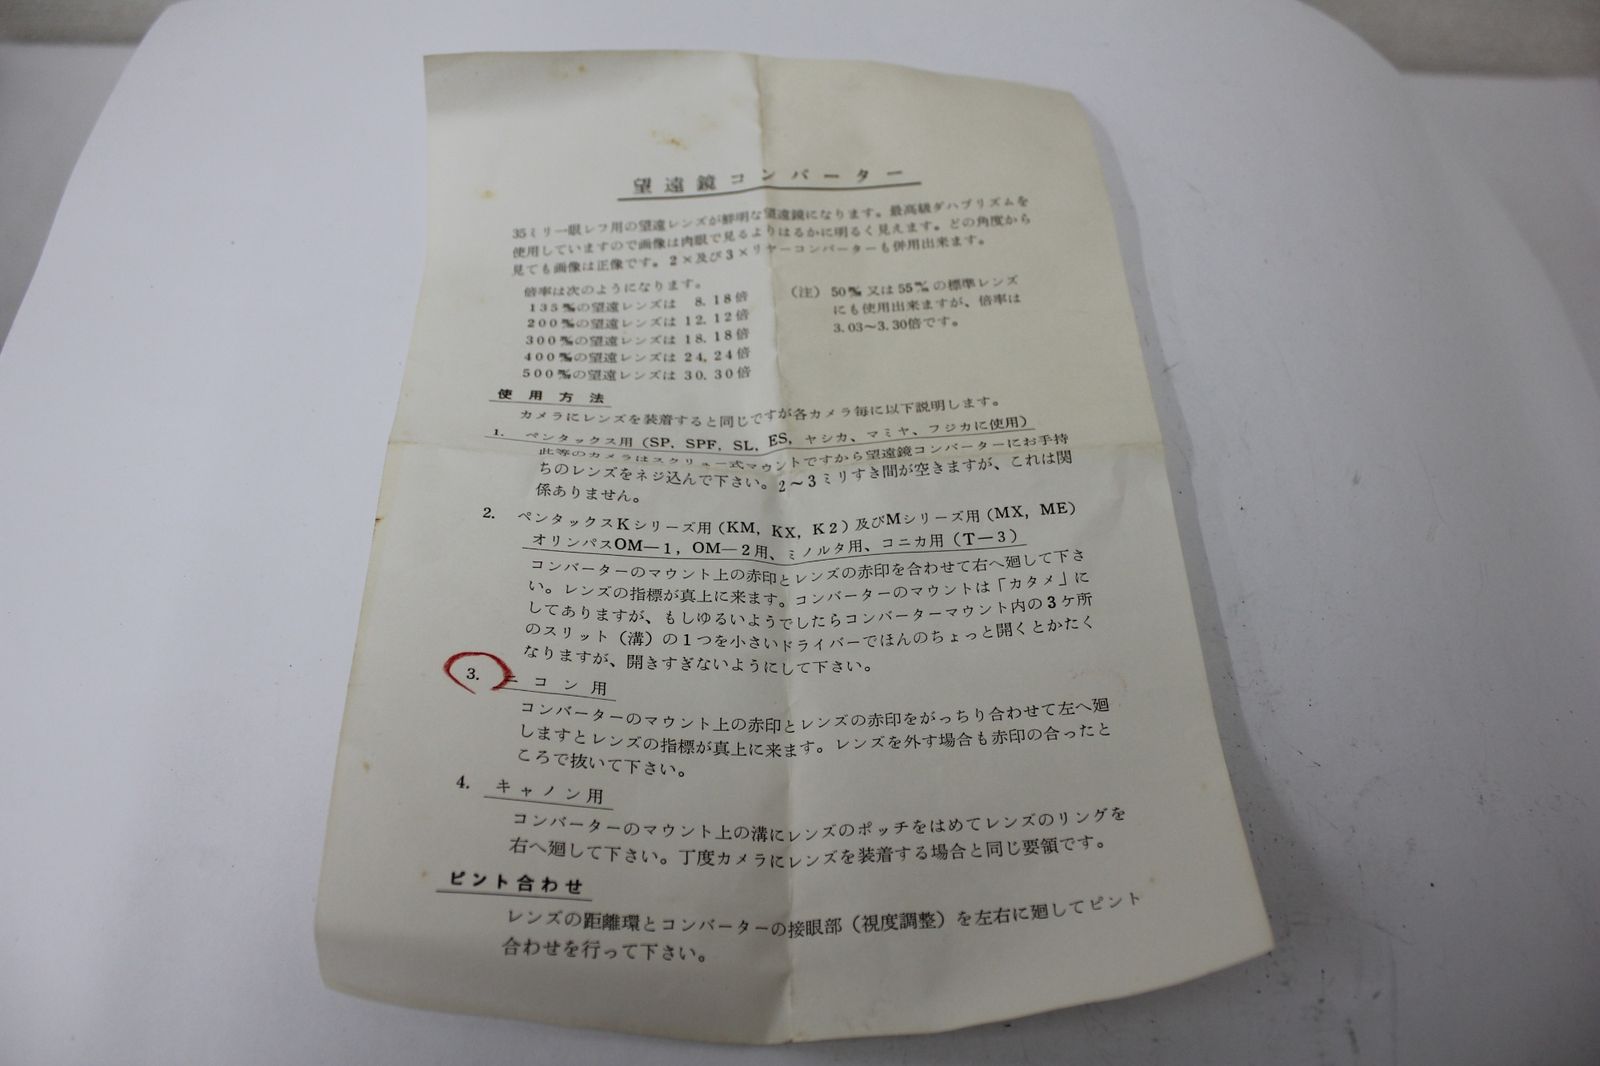 望遠鏡コンバーター
35ミリ一眼レフ用の望遠レンズが鮮明な望遠鏡になります。最高級ダハプリズムを
使用していますので画像は肉眼で見るよりはるかに明るく見えます。どの角度から
見ても画像は正像です。2×及び3×リヤーコンバーターも併用出来ます。
倍率は次のようになります。
135㎜の望遠レンズは 8.18倍
200㎜の望遠レンズは 12.12倍
300㎜の望遠レンズは 18.18倍
400㎜の望遠レンズは 24,24倍
500㎜の望遠レンズは 30.30倍
(注) 50㎜又は55㎜の標準レンズ
にも使用出来ますが、倍率は
3.03〜3.30倍です。
使用方法
カメラにレンズを装着すると同じですが各カメラ毎に以下説明します。
1. ペンタックス用(SP, SPF, SL, ES, ヤシカ、マミヤ、フジカに使用)
此等のカメラはスクリュー式マウントですから望遠鏡コンバーターにお手持
ちのレンズをネジ込んで下さい。2〜3ミリすき間が空きますが、これは関
係ありません。
2. ペンタックスKシリーズ用(KM, KX, K2)及びMシリーズ用(MX, ME)
オリンパスOM—1, OM—2用、ミノルタ用、コニカ用(T—3)
コンバーターのマウント上の赤印とレンズの赤印を合わせて右へ廻して下さ
い。レンズの指標が真上に来ます。コンバーターのマウントは「カタメ」に
してありますが、もしゆるいようでしたらコンバーターマウント内の3ケ所
のスリット(溝)の1つを小さいドライバーでほんのちょっと開くとかたく
なりますが、開きすぎないようにして下さい。
3. ニコン用
コンバーターのマウント上の赤印とレンズの赤印をがっちり合わせて左へ廻
しますとレンズの指標が真上に来ます。レンズを外す場合も赤印の合ったと
ころで抜いて下さい。
4. キャノン用
コンバーターのマウント上の溝にレンズのポッチをはめてレンズのリングを
右へ廻して下さい。丁度カメラにレンズを装着する場合と同じ要領です。
ピント合わせ
レンズの距離環とコンバーターの接眼部(視度調整)を左右に廻してピント
合わせを行って下さい。